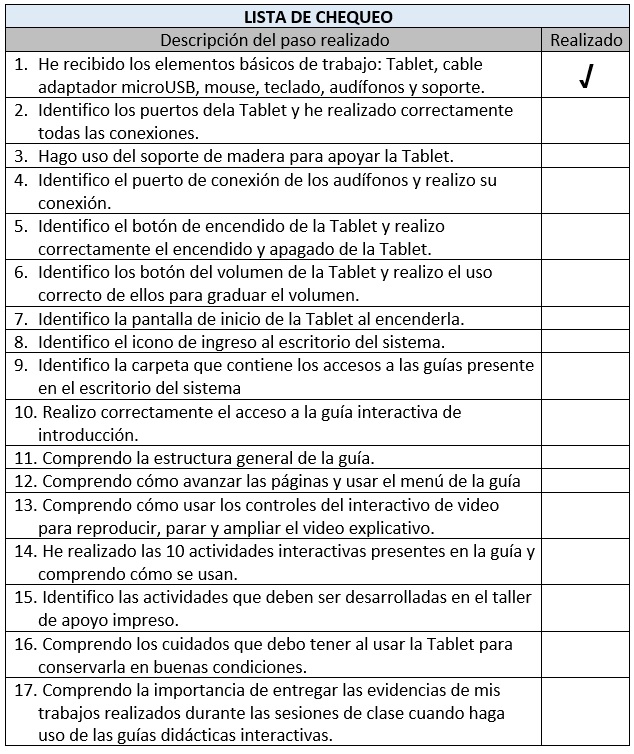 LISTA DE CHEQUEO
Descripción del paso realizado Realizado
1. He recibido los elementos básicos de trabajo: Tablet, cable
adaptador microUSB, mouse, teclado, audífonos y soporte. √
2. Identifico los puertos dela Tablet y he realizado correctamente
todas las conexiones.
3. Hago uso del soporte de madera para apoyar la Tablet.
4. Identifico el puerto de conexión de los audífonos y realizo su
conexión.
5. Identifico el botón de encendido de la Tablet y realizo
correctamente el encendido y apagado de la Tablet.
6. Identifico los botón del volumen de la Tablet y realizo el uso
correcto de ellos para graduar el volumen.
7. Identifico la pantalla de inicio de la Tablet al encenderla.
8. Identifico el icono de ingreso al escritorio del sistema.
9. Identifico la carpeta que contiene los accesos a las guías presente
en el escritorio del sistema
10. Realizo correctamente el acceso a la guía interactiva de
introducción.
11. Comprendo la estructura general de la guía.
12. Comprendo cómo avanzar las páginas y usar el menú de la guía
13. Comprendo cómo usar los controles del interactivo de video
para reproducir, parar y ampliar el video explicativo.
14. He realizado las 10 actividades interactivas presentes en la guía y
comprendo cómo se usan.
15. Identifico las actividades que deben ser desarrolladas en el taller
de apoyo impreso.
16. Comprendo los cuidados que debo tener al usar la Tablet para
conservarla en buenas condiciones.
17. Comprendo la importancia de entregar las evidencias de mis
trabajos realizados durante las sesiones de clase cuando haga
uso de las guías didácticas interactivas.